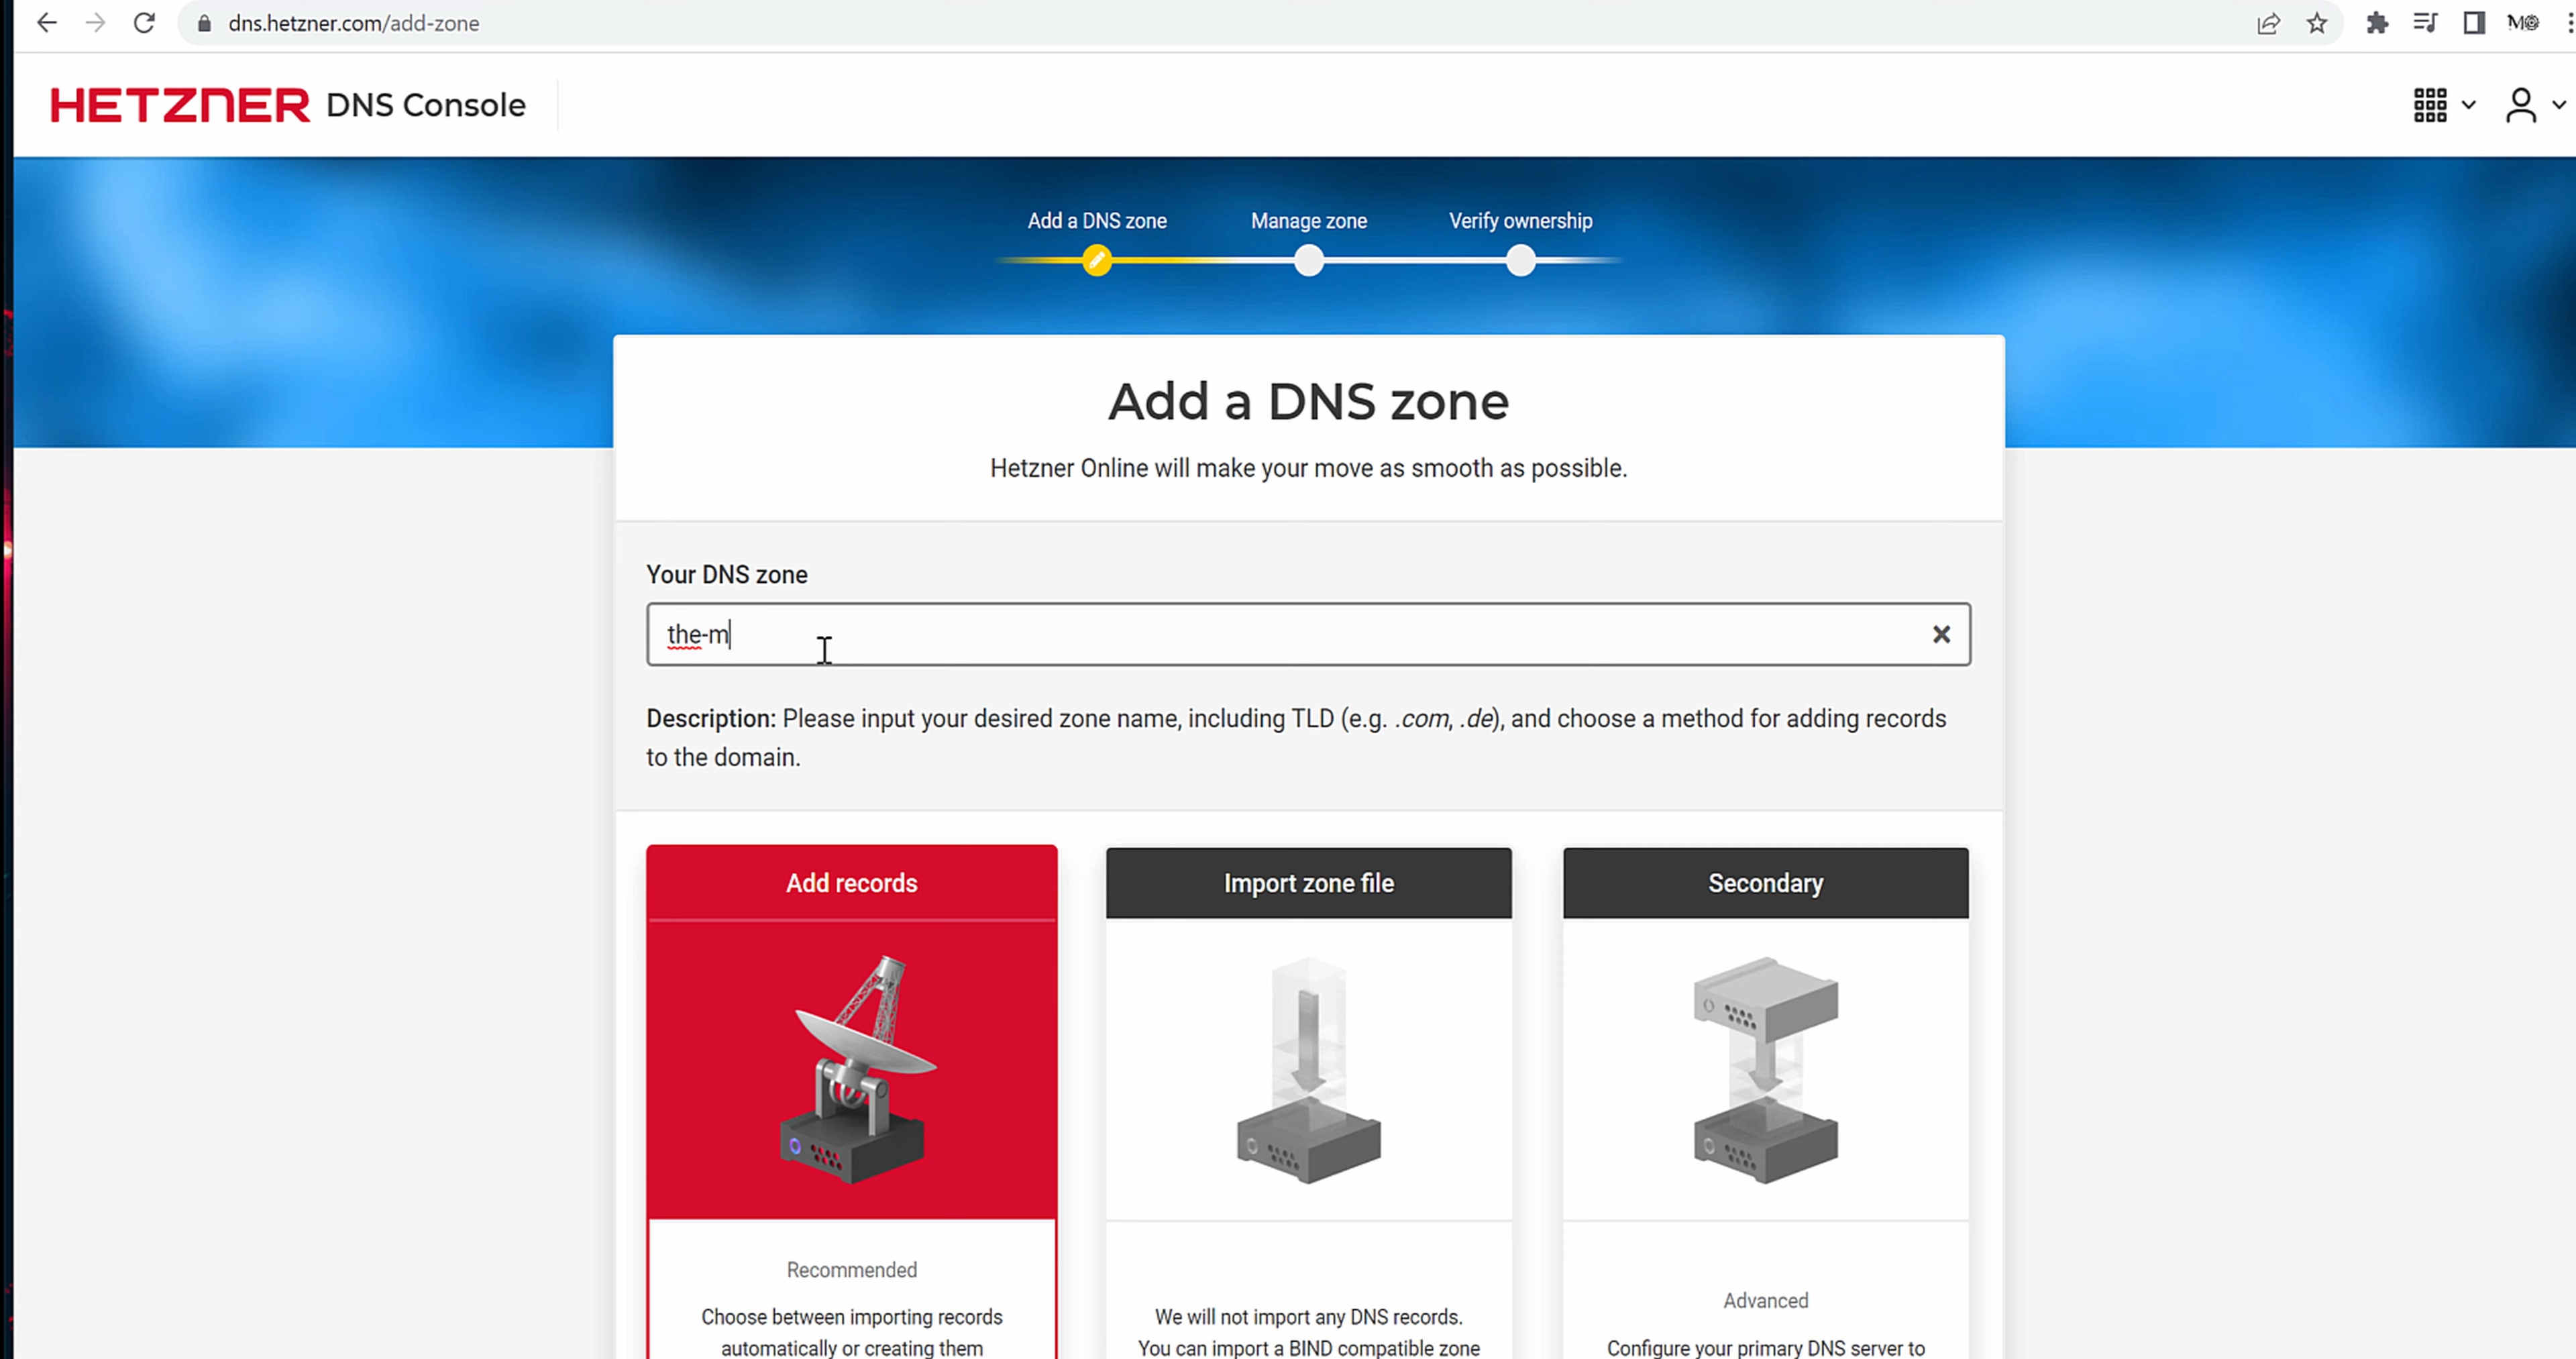 dns.hetzner.com/add-zone
HETZNER DNS Console
Add a DNS zone
Manage zone
Verify ownership
Add a DNS zone
Hetzner Online will make your move as smooth as possible.
Your DNS zone
the-m
Description: Please input your desired zone name, including TLD (e.g. .com, .de), and choose a method for adding records
to the domain.
Add records
Import zone file
Secondary
Recommended
Choose between importing records
automatically or creating them
We will not import any DNS records.
You can import a BIND compatible zone
Advanced
Configure your primary DNS server to